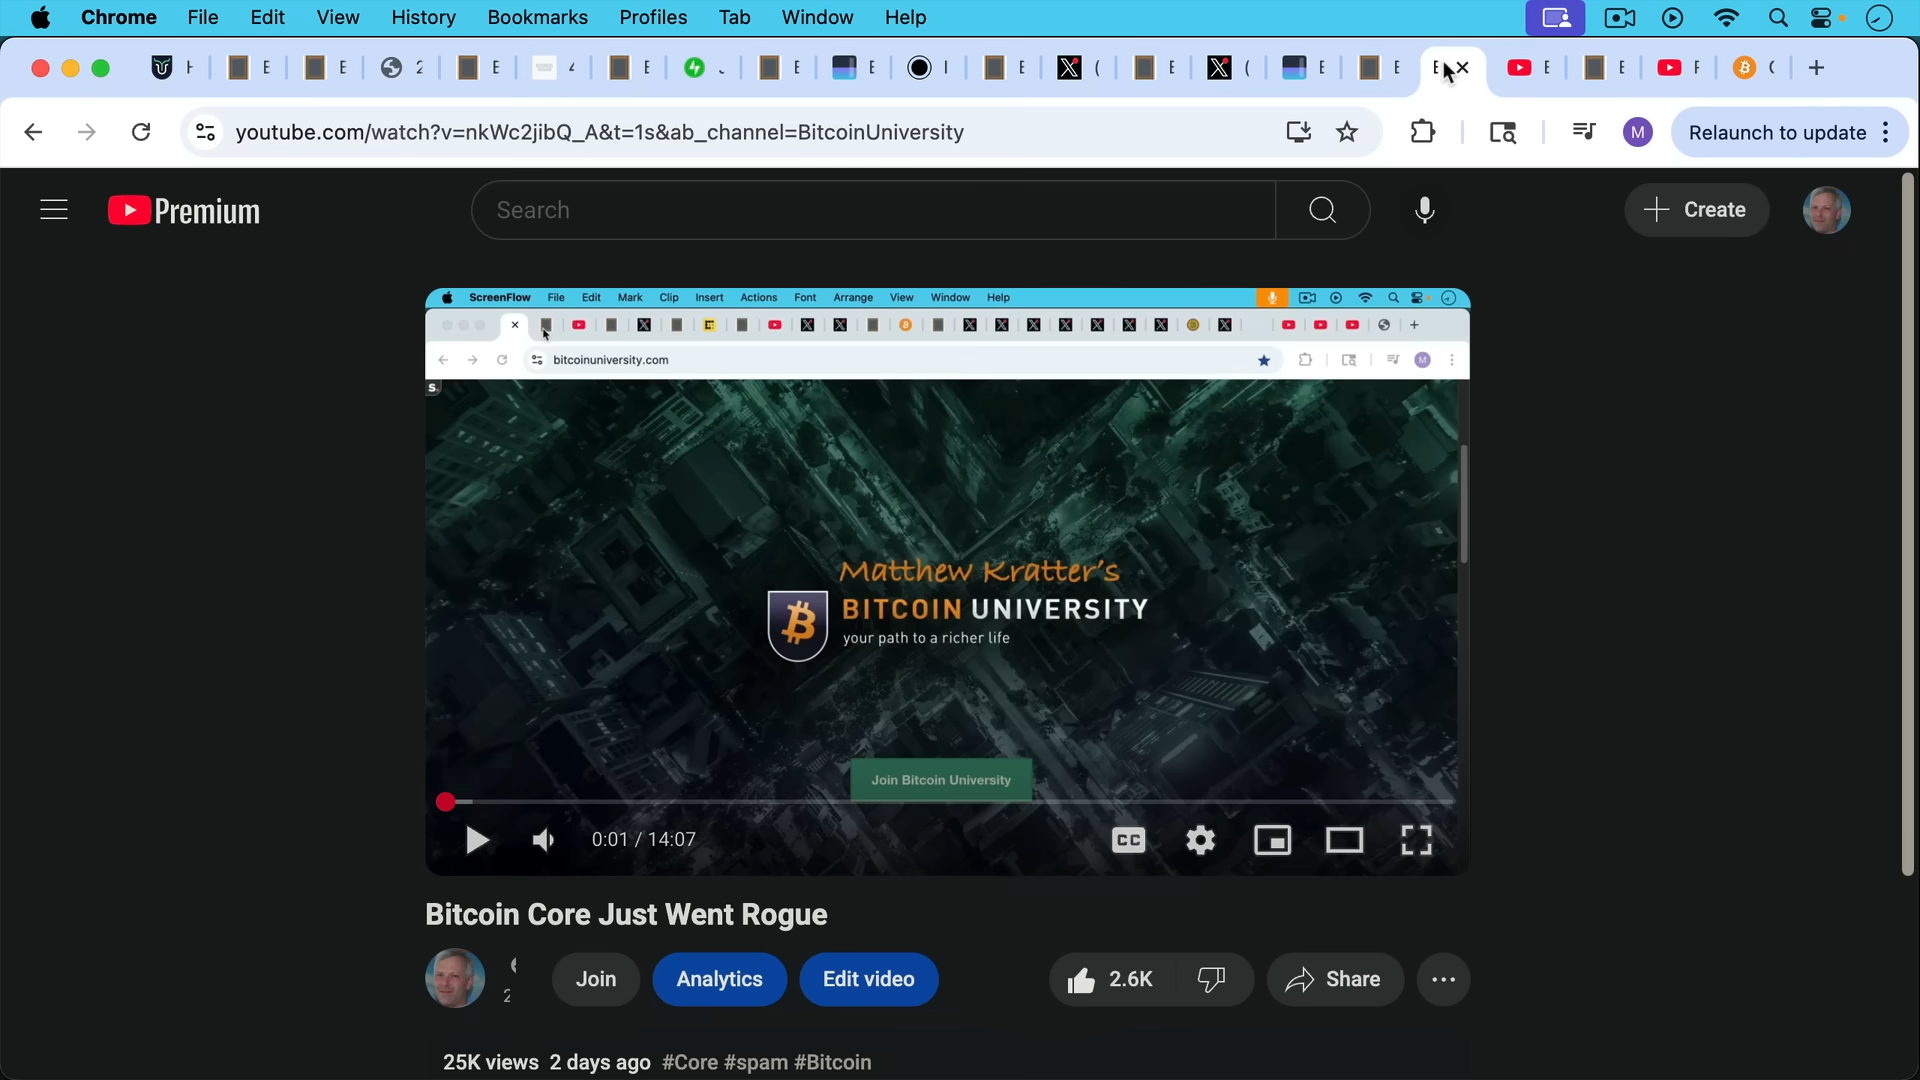 Chrome File Edit View History Bookmarks Profiles Tab Window Help
youtube.com/watch?v=nkWc2jibQ_A&t=1s&ab_channel=BitcoinUniversity
M
Relaunch to update
Premium
Search
Create
ScreenFlow File Edit Mark Clip Insert Actions Font Arrange View Window Help
bitcoinuniversity.com
M
S.
Matthew Kratter's
BITCOIN UNIVERSITY
your path to a richer life
Join Bitcoin University
0:01 / 14:07
CC
Bitcoin Core Just Went Rogue
Join
Analytics
Edit video
2.6K
Share
25K views 2 days ago #Core #spam #Bitcoin